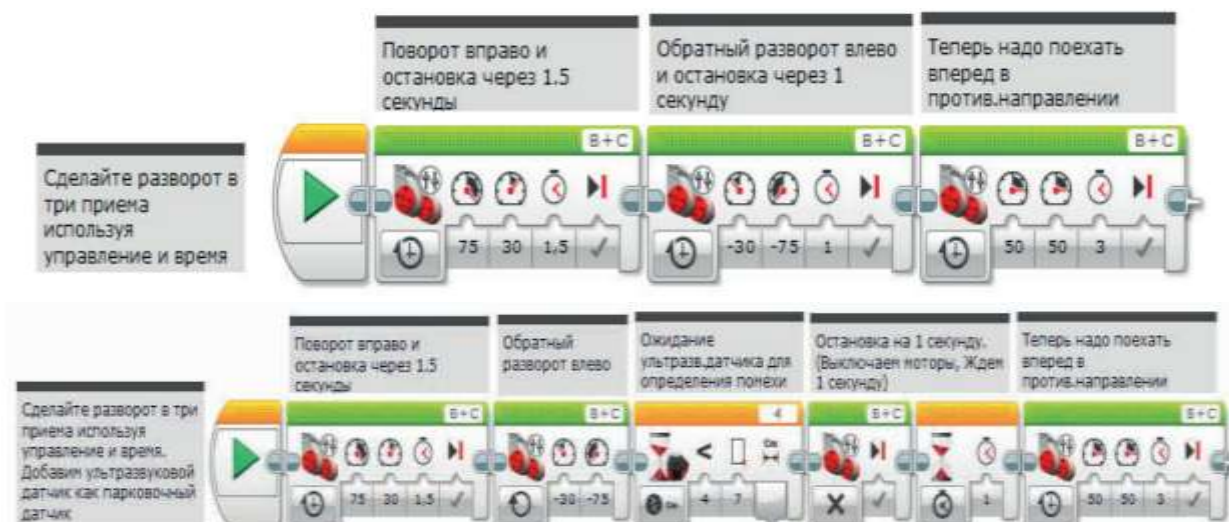 Поворот вправо и
остановка через 1.5
секунды
Обратный разворот влево
и остановка через 1
секунду
Теперь надо поехать
вперед в
против.направлении
Сделайте разворот в
три приема
используя
управление и время
B+C
75 30 1,5
B+C
-30 -75 1
B+C
50 50 3
Поворот вправо и
остановка через 1.5
секунды
Обратный
разворот влево
Ожидание
ультразв.датчика для
определения помехи
Остановка на 1 секунду.
(Выключаем моторы, Ждем
1 секунду)
Теперь надо поехать
вперед в
против.направлении
Сделайте разворот в три
приема используя
управление и время.
Добавим ультразвуковой
датчик как парковочный
датчик
B+C
75 30 1,5
B+C
-30 -75
4
<
4 7
B+C
1
B+C
50 50 3